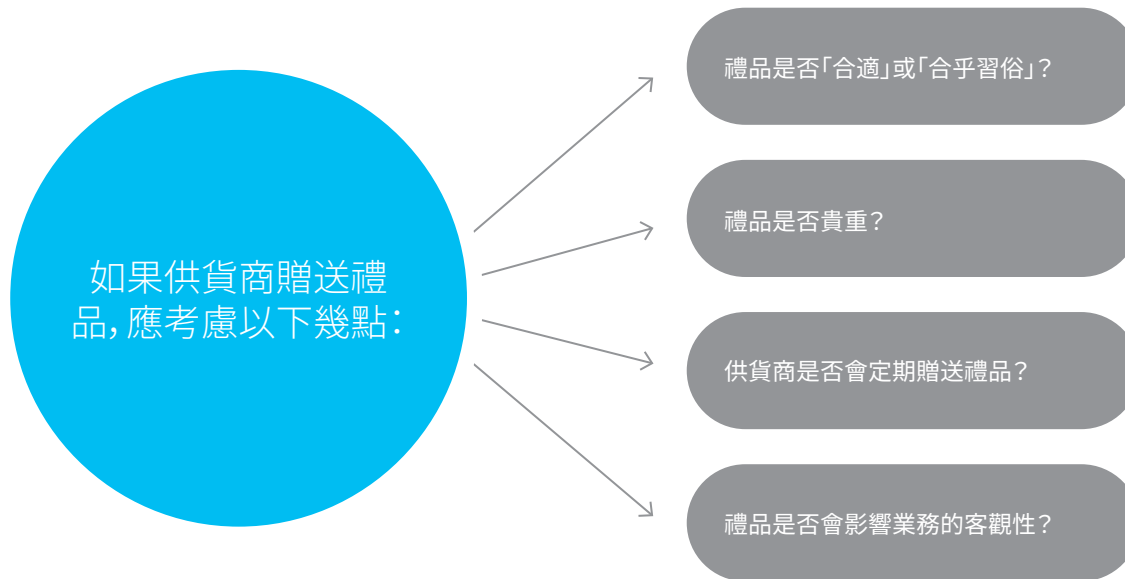 如果供貨商贈送禮
品，應考慮以下幾點：
禮品是否「合適」或「合乎習俗」？
禮品是否貴重？
供貨商是否會定期贈送禮品？
禮品是否會影響業務的客觀性？